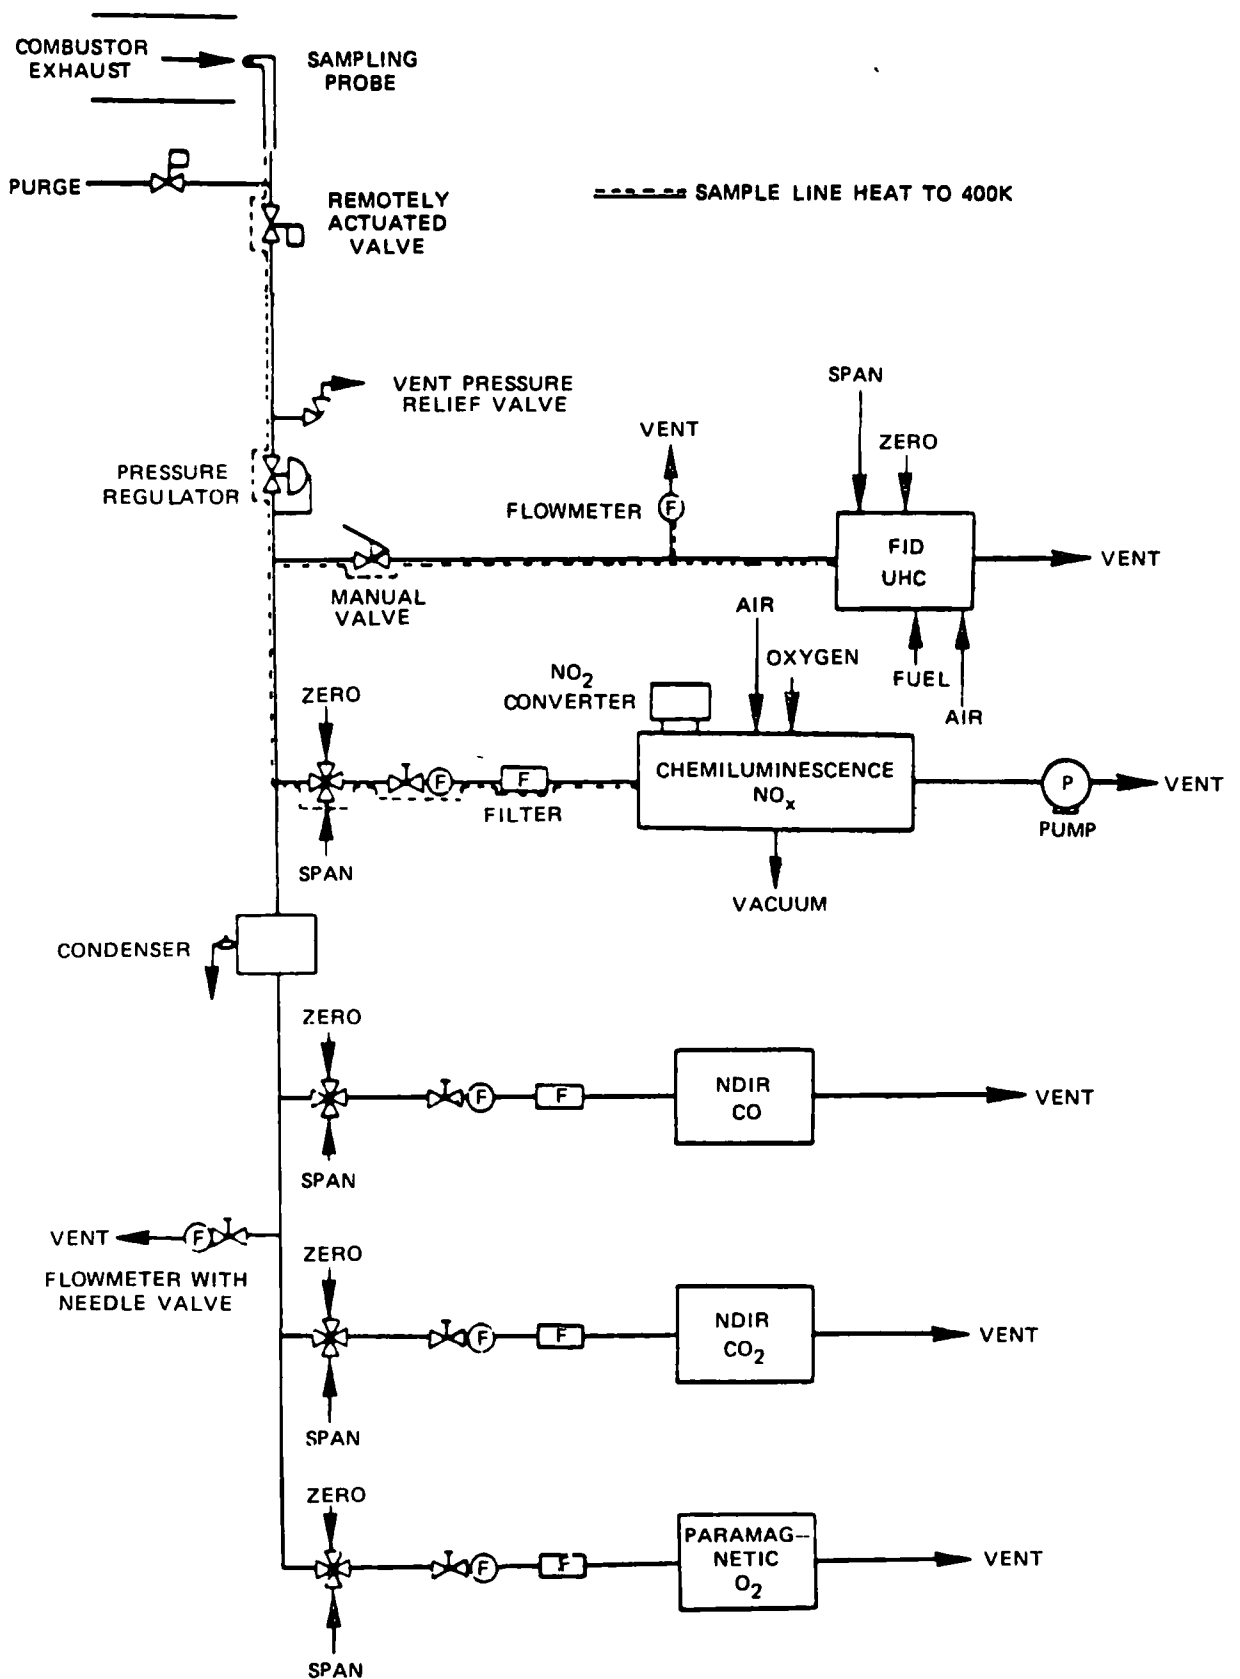 COMBUSTOR
EXHAUST
SAMPLING
PROBE
PURGE
REMOTELY
ACTUATED
VALVE
SAMPLE LINE HEAT TO 400K
VENT PRESSURE
RELIEF VALVE
SPAN
ZERO
VENT
PRESSURE
REGULATOR
FLOWMETER
F
FID
UHC
VENT
MANUAL
VALVE
AIR
OXYGEN
FUEL
AIR
NO2
CONVERTER
ZERO
F
F
FILTER
CHEMILUMINESCENCE
NOx
P
VENT
PUMP
SPAN
VACUUM
CONDENSER
ZERO
F
F
NDIR
CO
VENT
SPAN
VENT
F
FLOWMETER WITH
NEEDLE VALVE
ZERO
F
F
NDIR
CO2
VENT
SPAN
ZERO
F
F
PARAMAG-
NETIC
O2
VENT
SPAN